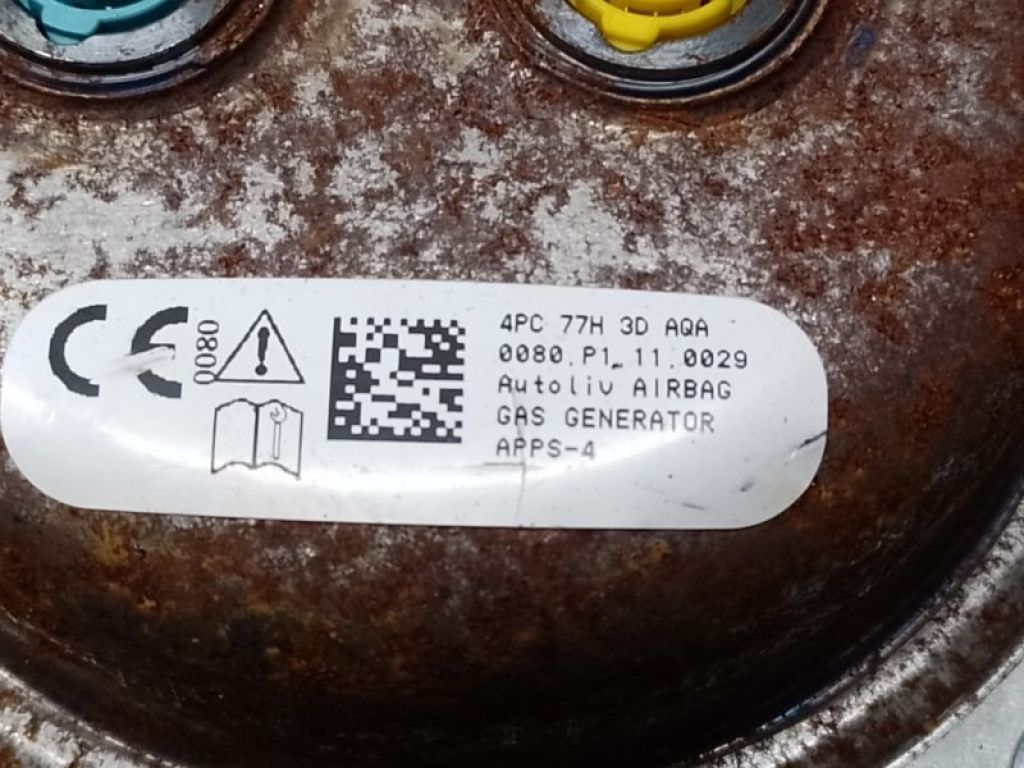 CE 0080
4PC 77H 3D AQA
0080.P1_11.0029
Autoliv AIRBAG
GAS GENERATOR
APPS-4